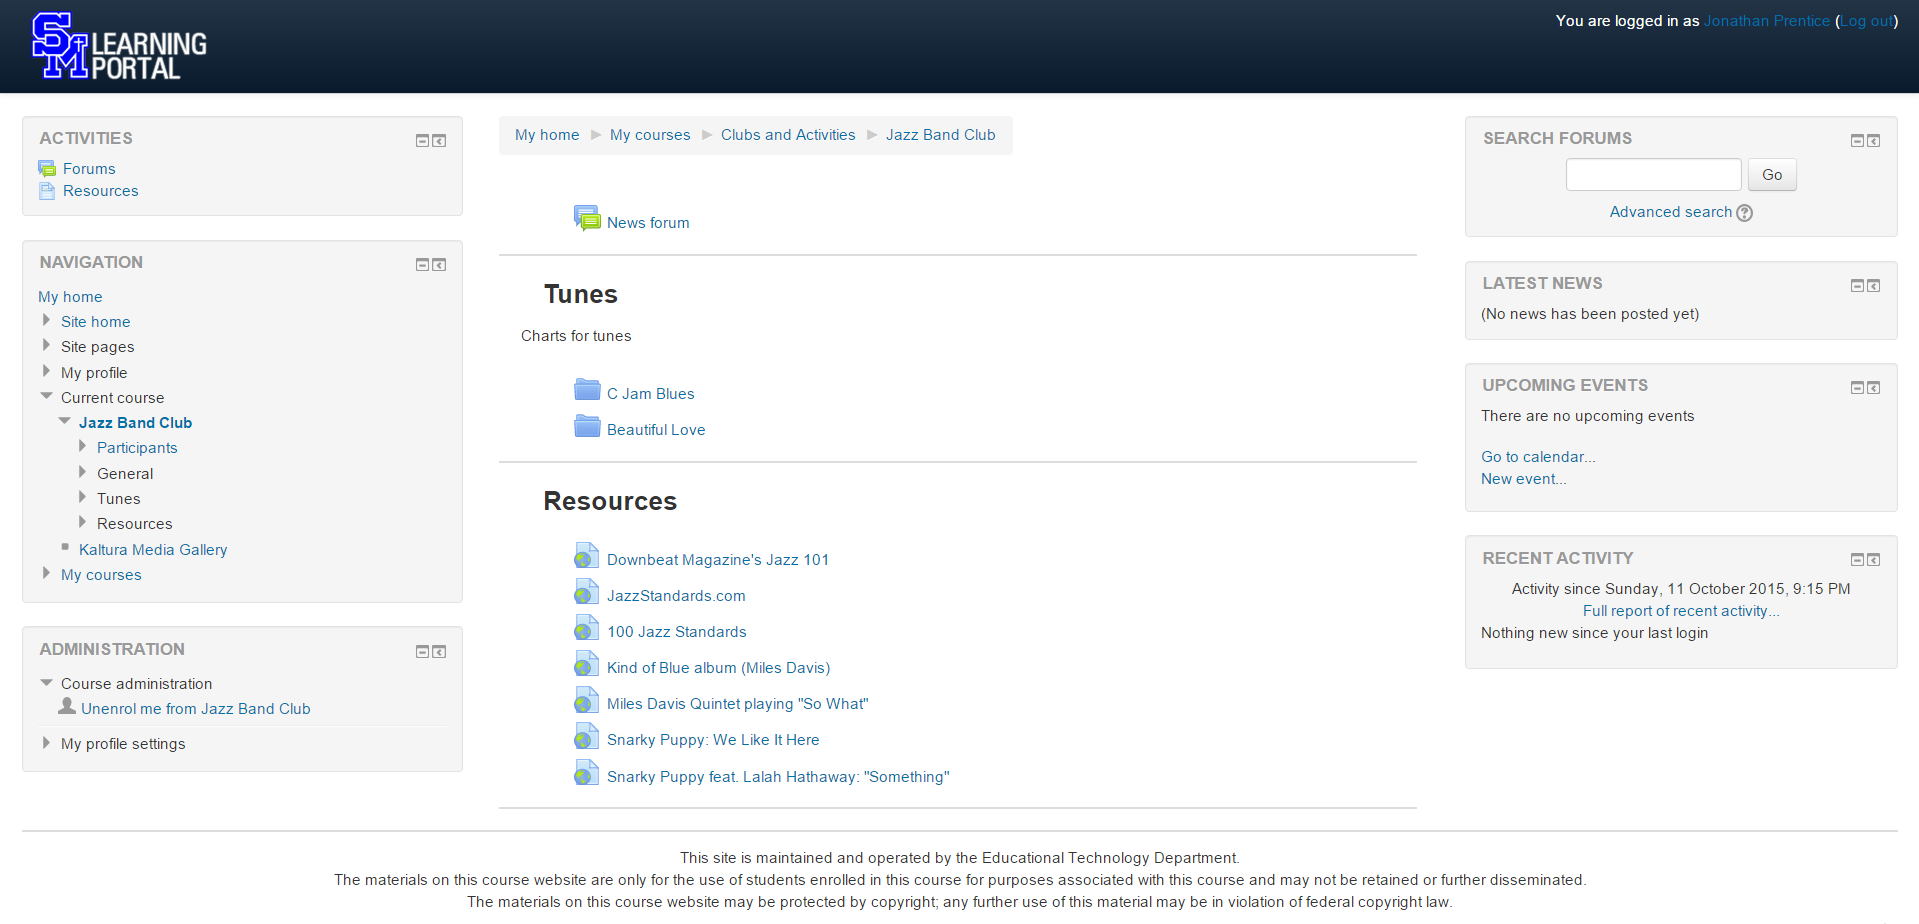 SM LEARNING
PORTAL
You are logged in as Jonathan Prentice (Log out)
ACTIVITIES
Forums
Resources
NAVIGATION
My home
Site home
Site pages
My profile
Current course
Jazz Band Club
Participants
General
Tunes
Resources
Kaltura Media Gallery
My courses
ADMINISTRATION
Course administration
Unenrol me from Jazz Band Club
My profile settings
My home ► My courses ► Clubs and Activities ► Jazz Band Club
News forum
Tunes
Charts for tunes
C Jam Blues
Beautiful Love
Resources
Downbeat Magazine's Jazz 101
JazzStandards.com
100 Jazz Standards
Kind of Blue album (Miles Davis)
Miles Davis Quintet playing "So What"
Snarky Puppy: We Like It Here
Snarky Puppy feat. Lalah Hathaway: "Something"
SEARCH FORUMS
Go
Advanced search ?
LATEST NEWS
(No news has been posted yet)
UPCOMING EVENTS
There are no upcoming events
Go to calendar...
New event...
RECENT ACTIVITY
Activity since Sunday, 11 October 2015, 9:15 PM
Full report of recent activity...
Nothing new since your last login
This site is maintained and operated by the Educational Technology Department.
The materials on this course website are only for the use of students enrolled in this course for purposes associated with this course and may not be retained or further disseminated.
The materials on this course website may be protected by copyright; any further use of this material may be in violation of federal copyright law.